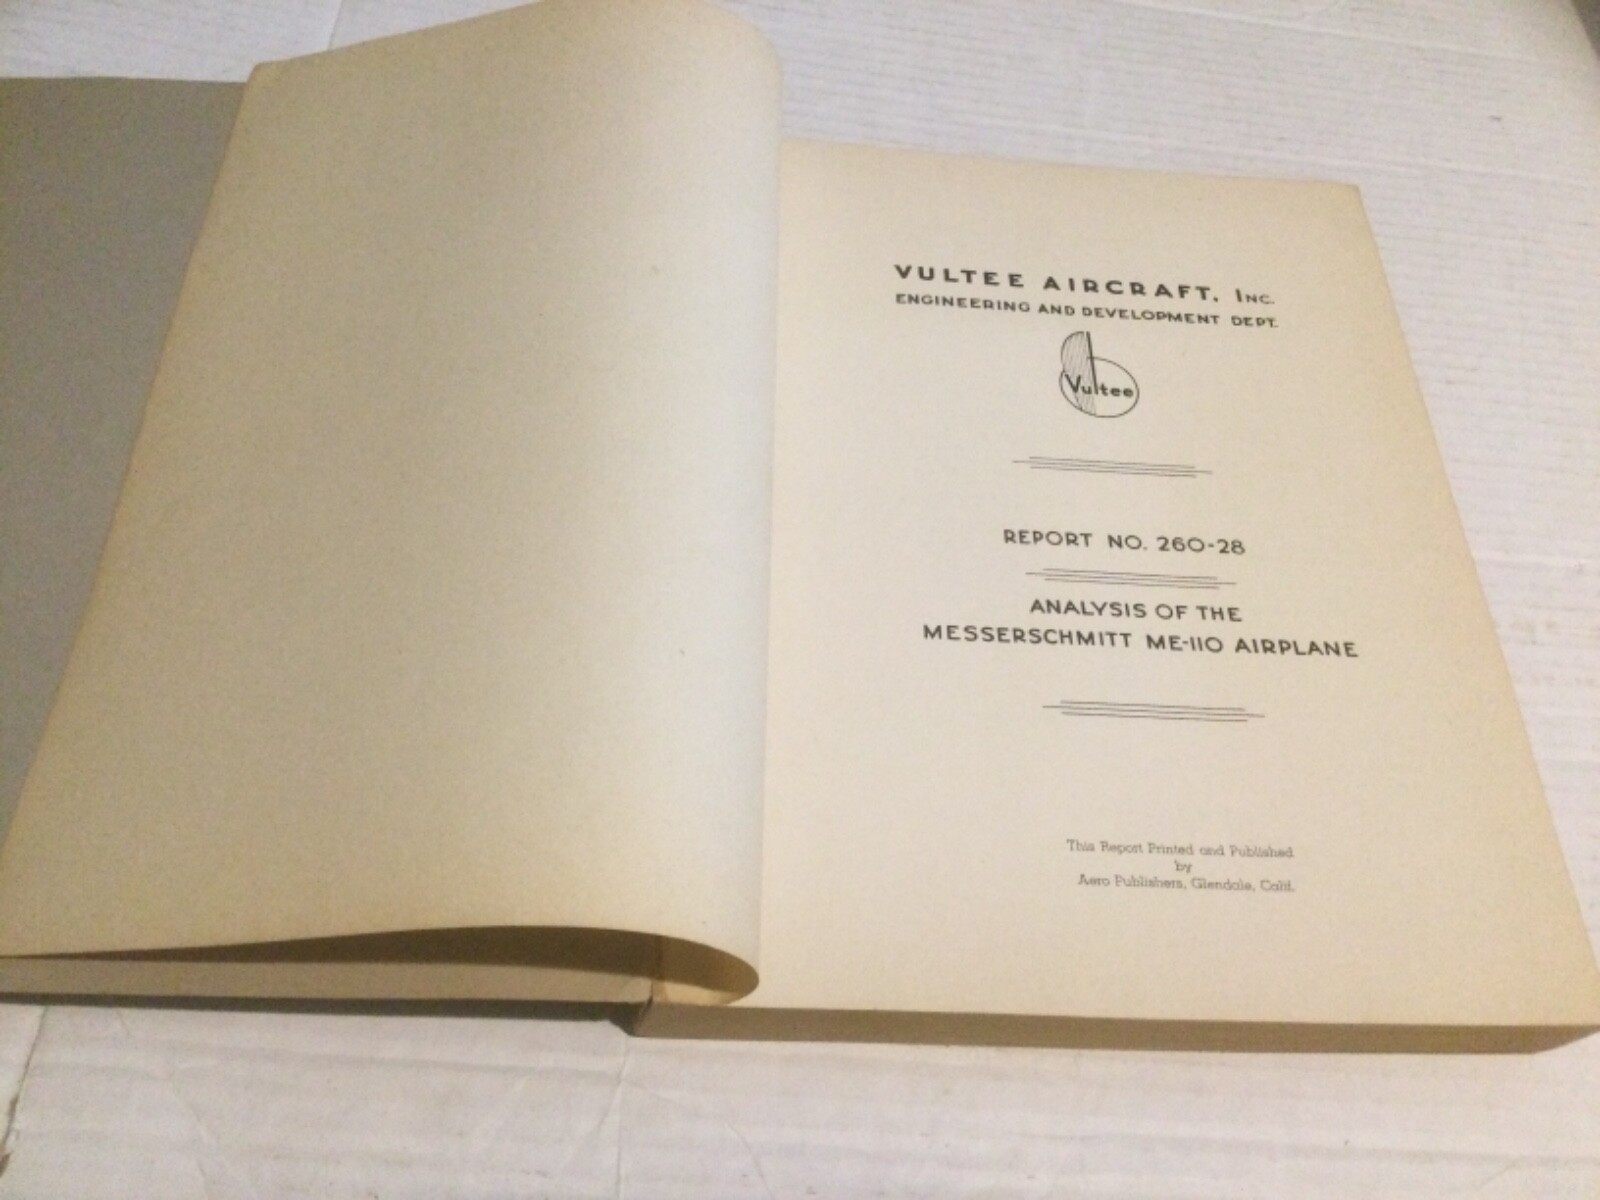 VULTEE AIRCRAFT, INC.
ENGINEERING AND DEVELOPMENT DEPT.
Vultee
REPORT NO. 260-28
ANALYSIS OF THE
MESSERSCHMITT ME-110 AIRPLANE
This Report Printed and Published
by
Aero Publishers, Glendale, Calif.